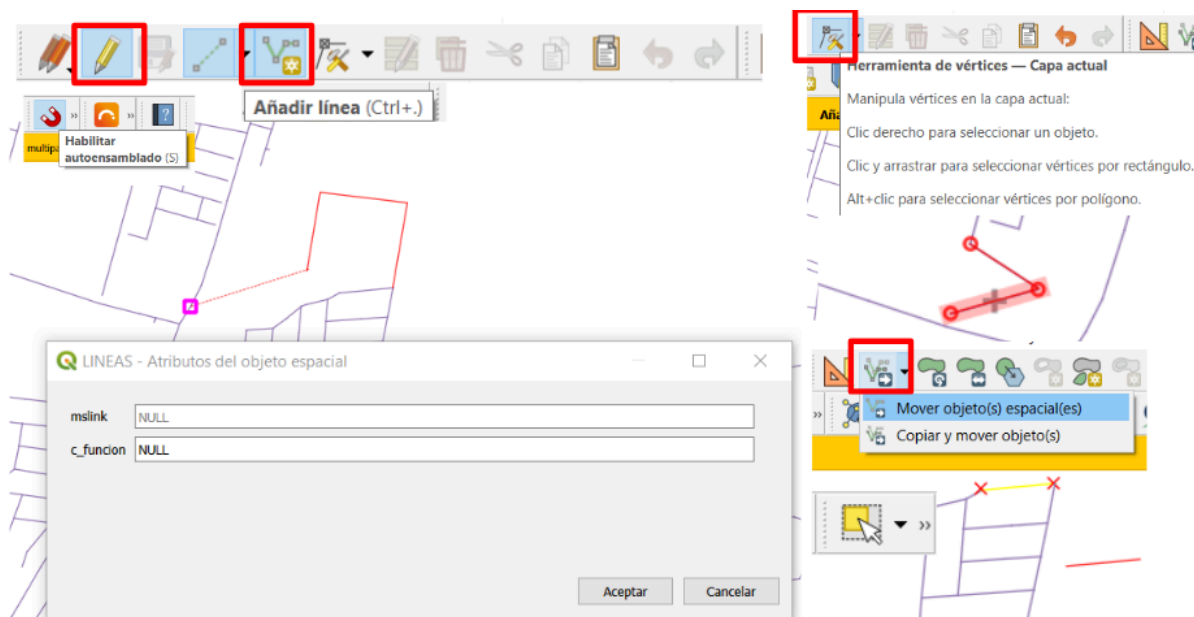 Añadir línea (Ctrl+.)
Habilitar
autoensamblado (S)
multip
LINEAS - Atributos del objeto espacial
mslink NULL
c_funcion NULL
Aceptar Cancelar
Herramienta de vértices — Capa actual
Aña
Manipula vértices en la capa actual:
Clic derecho para seleccionar un objeto.
Clic y arrastrar para seleccionar vértices por rectángulo.
Alt+clic para seleccionar vértices por polígono.
Mover objeto(s) espacial(es)
Copiar y mover objeto(s)